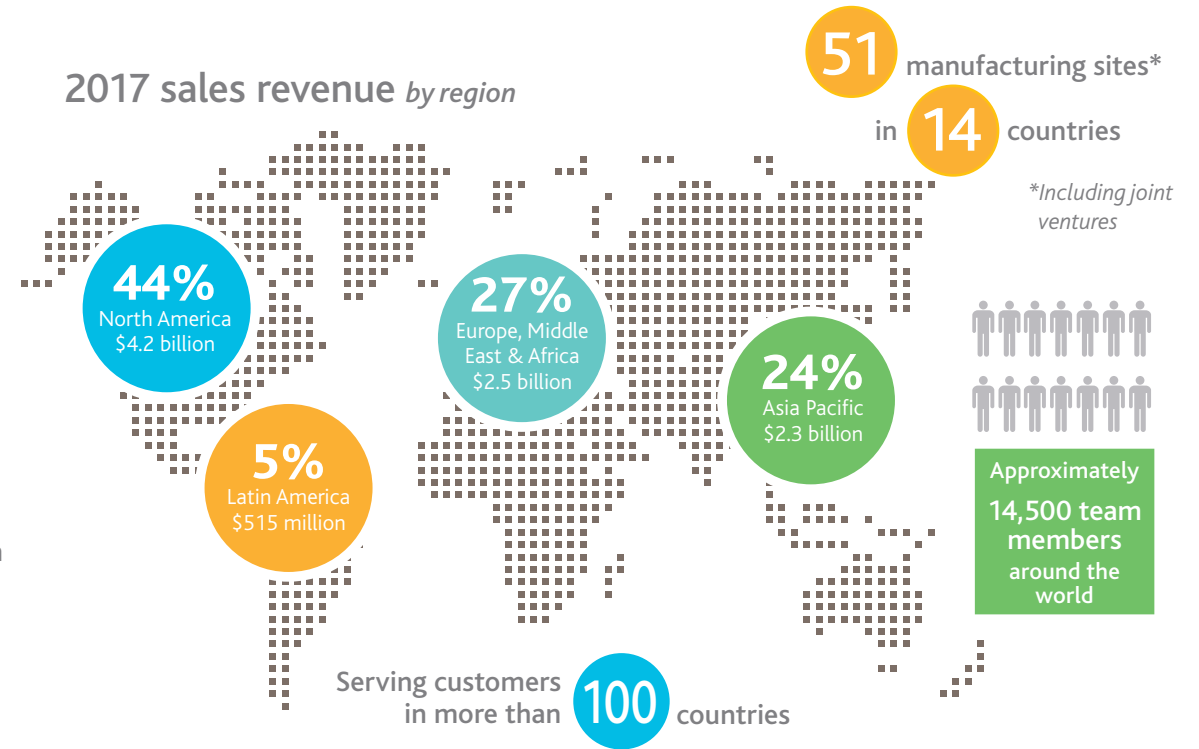 2017 sales revenue by region
51 manufacturing sites*
in 14 countries
*Including joint
ventures
44%
North America
$4.2 billion
27%
Europe, Middle
East & Africa
$2.5 billion
24%
Asia Pacific
$2.3 billion
5%
Latin America
$515 million
Approximately
14,500 team
members
around the
world
Serving customers
in more than 100 countries